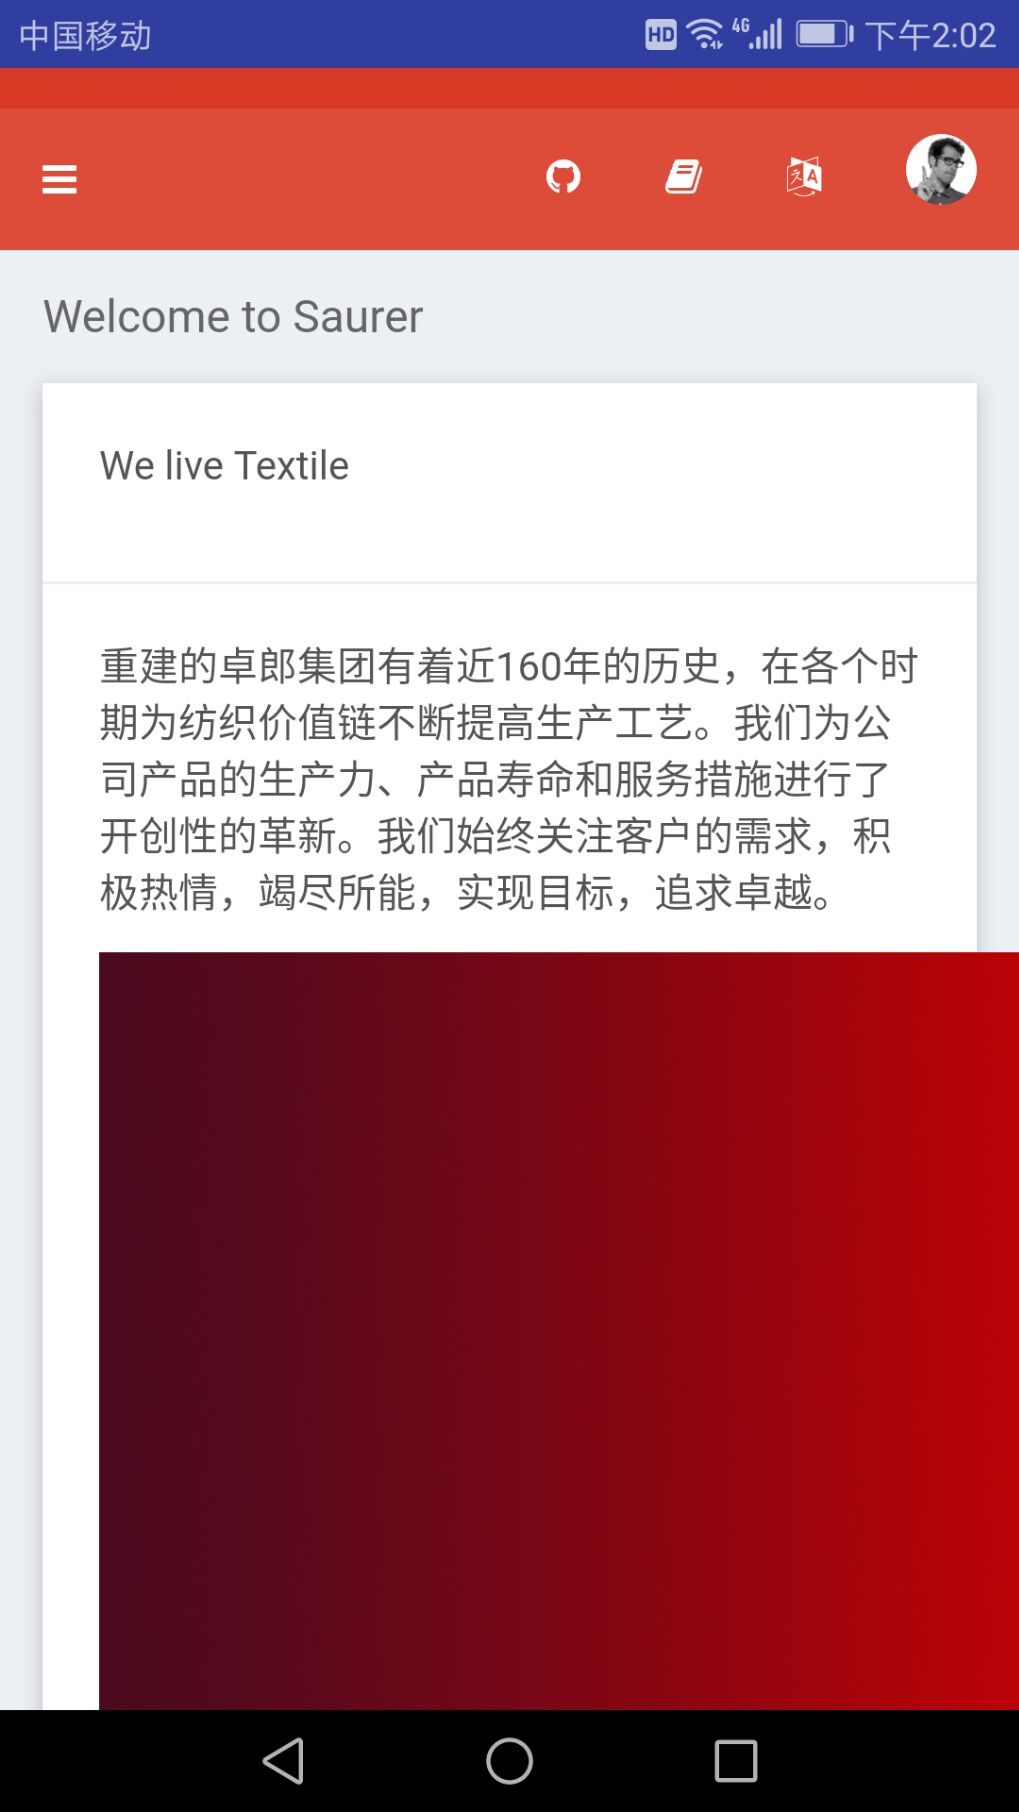 中国移动
HD 4G 下午2:02
Welcome to Saurer
We live Textile
重建的卓郎集团有着近160年的历史，在各个时
期为纺织价值链不断提高生产工艺。我们为公
司产品的生产力、产品寿命和服务措施进行了
开创性的革新。我们始终关注客户的需求，积
极热情，竭尽所能，实现目标，追求卓越。